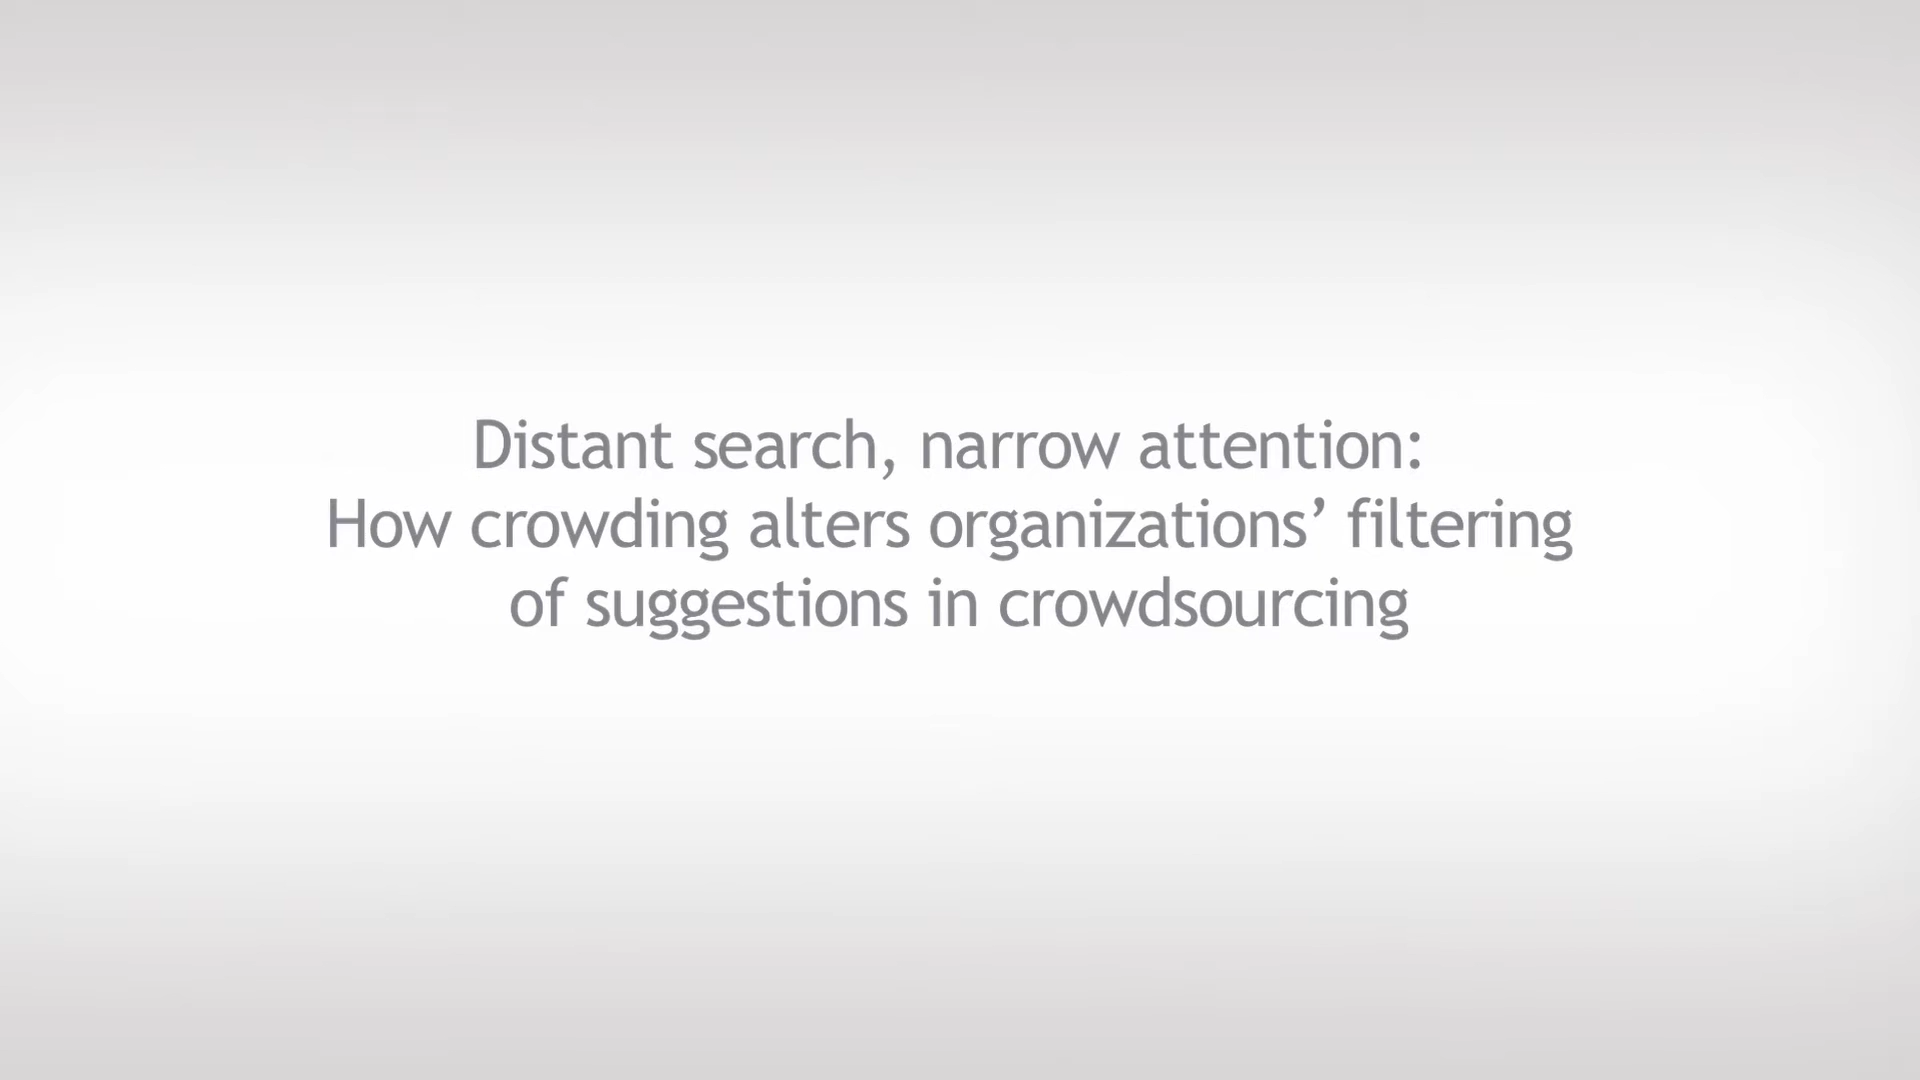 Distant search, narrow attention:
How crowding alters organizations’ filtering
of suggestions in crowdsourcing